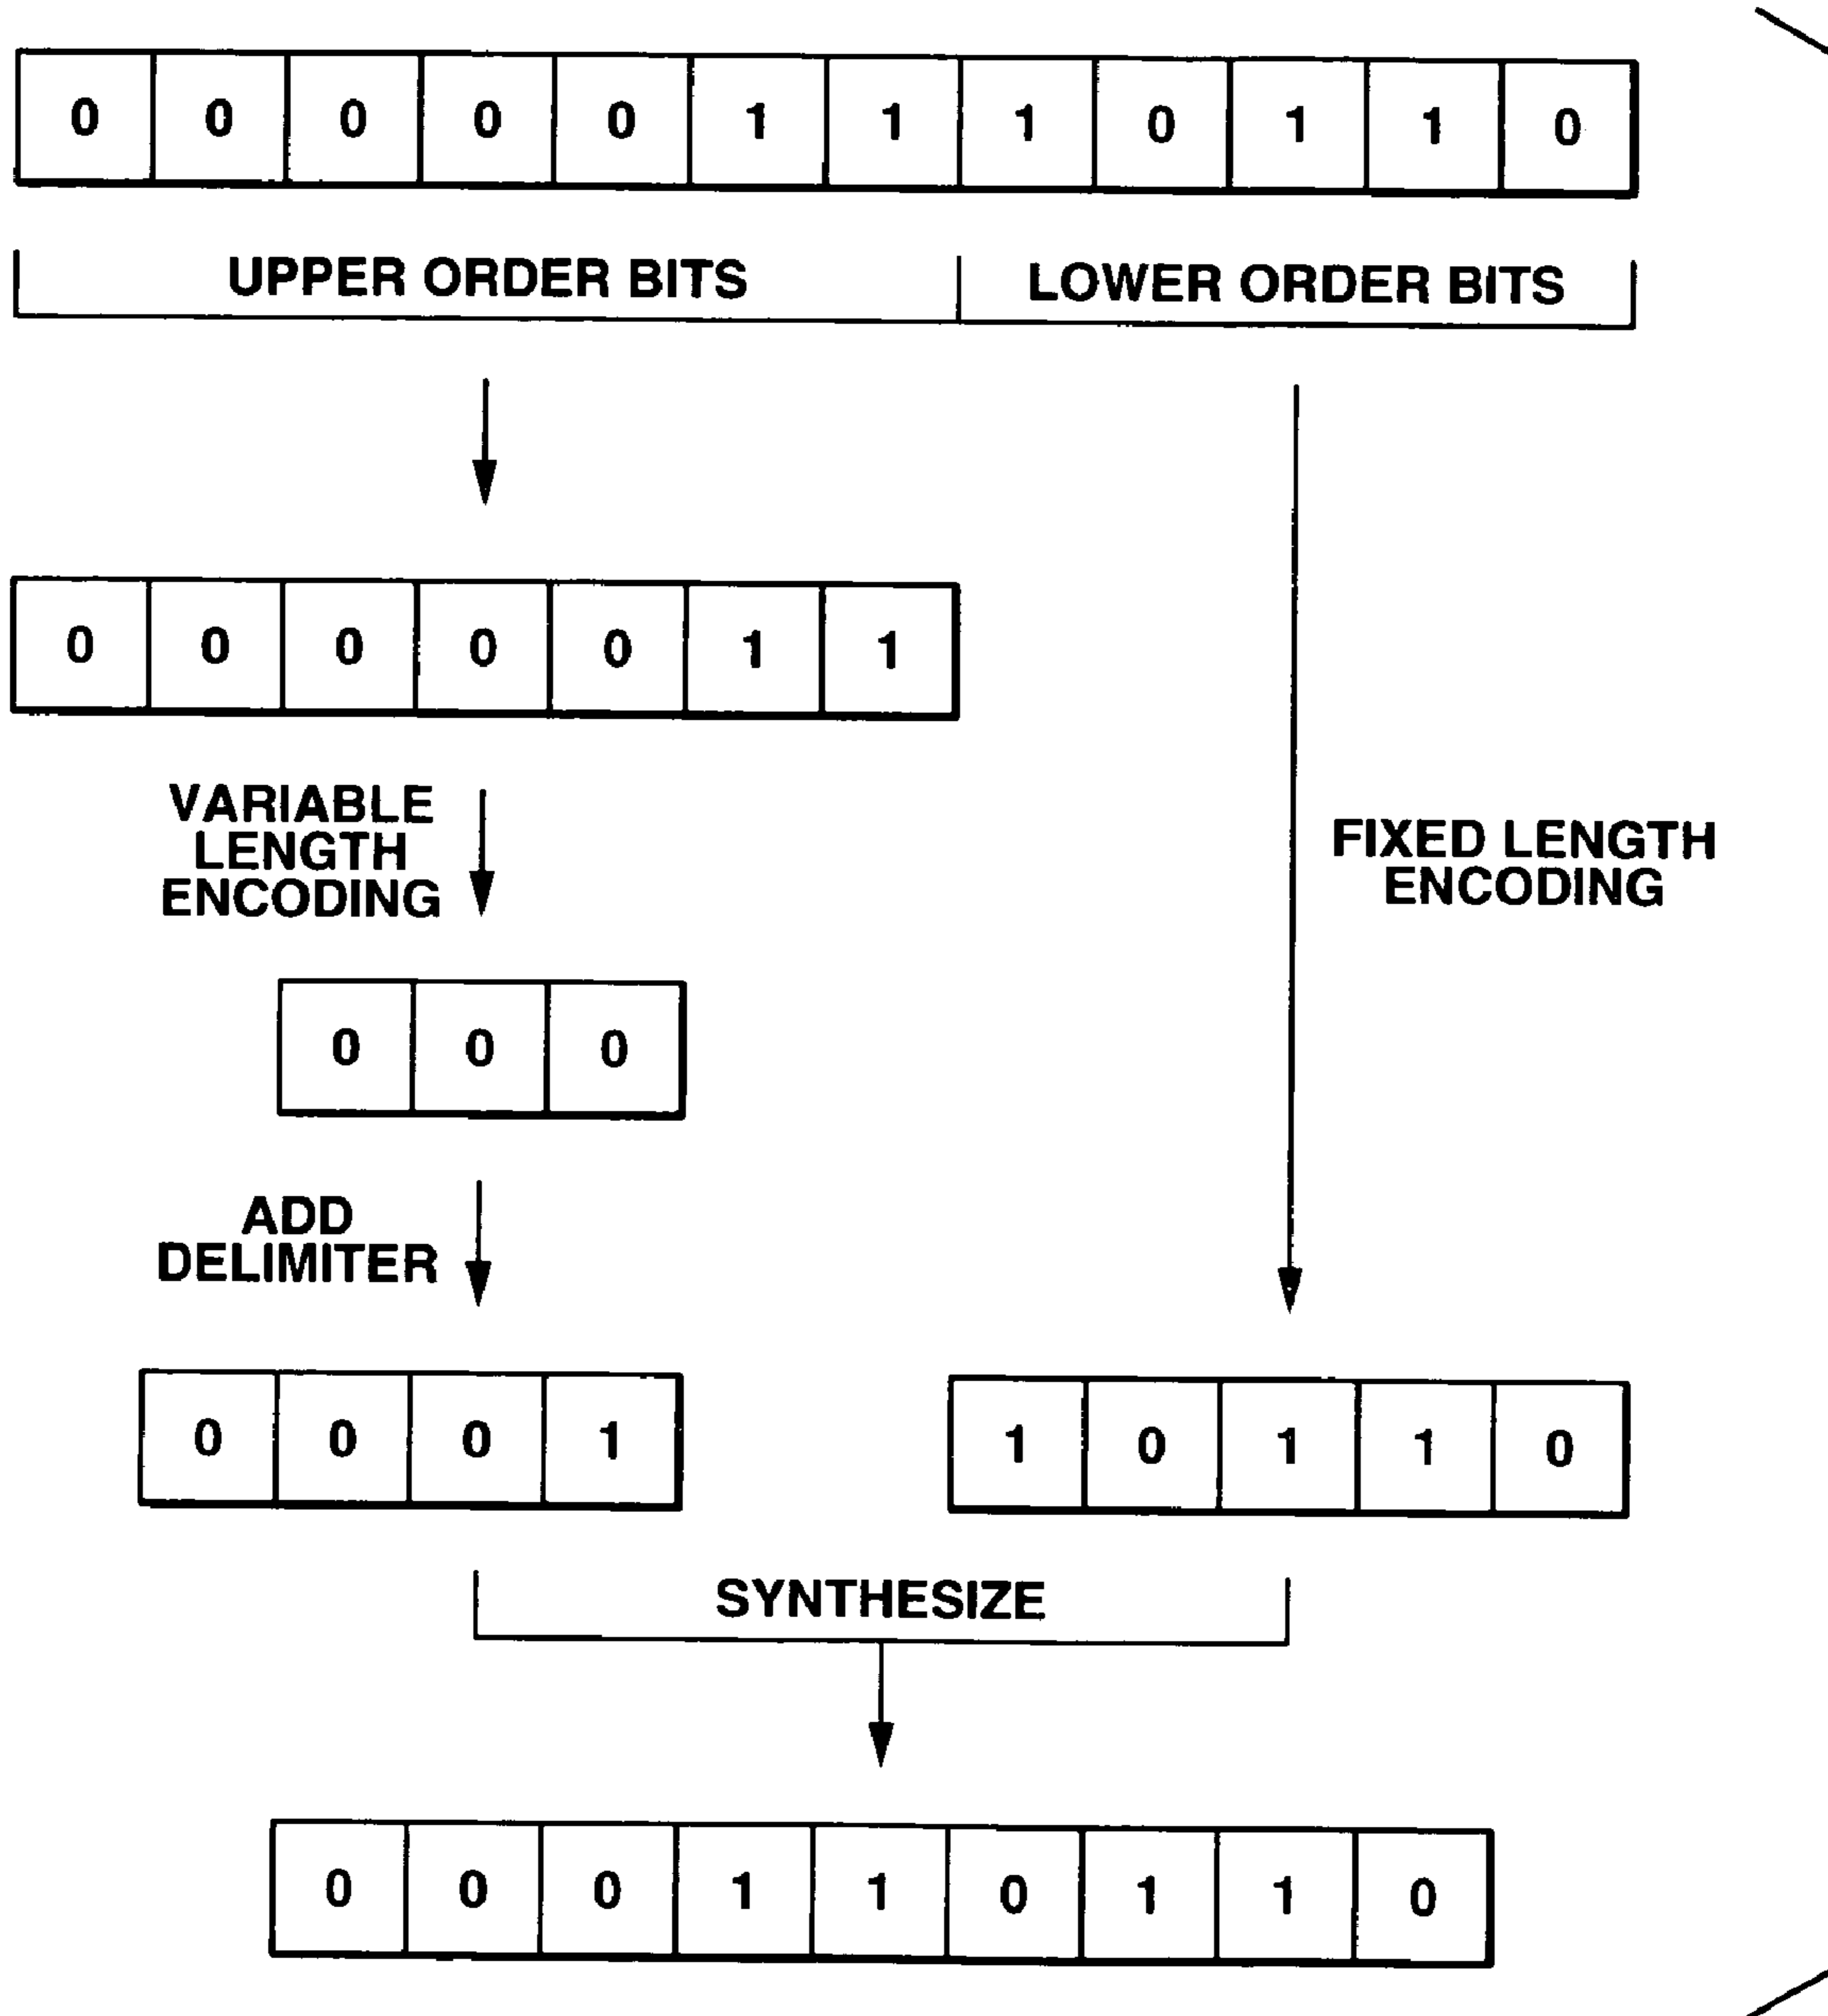 0 0 0 0 0 1 1 1 0 1 1 0
UPPER ORDER BITS LOWER ORDER BITS
0 0 0 0 0 1 1
VARIABLE
LENGTH
ENCODING
FIXED LENGTH
ENCODING
0 0 0
ADD
DELIMITER
0 0 0 1
1 0 1 1 0
SYNTHESIZE
0 0 0 1 1 0 1 1 0